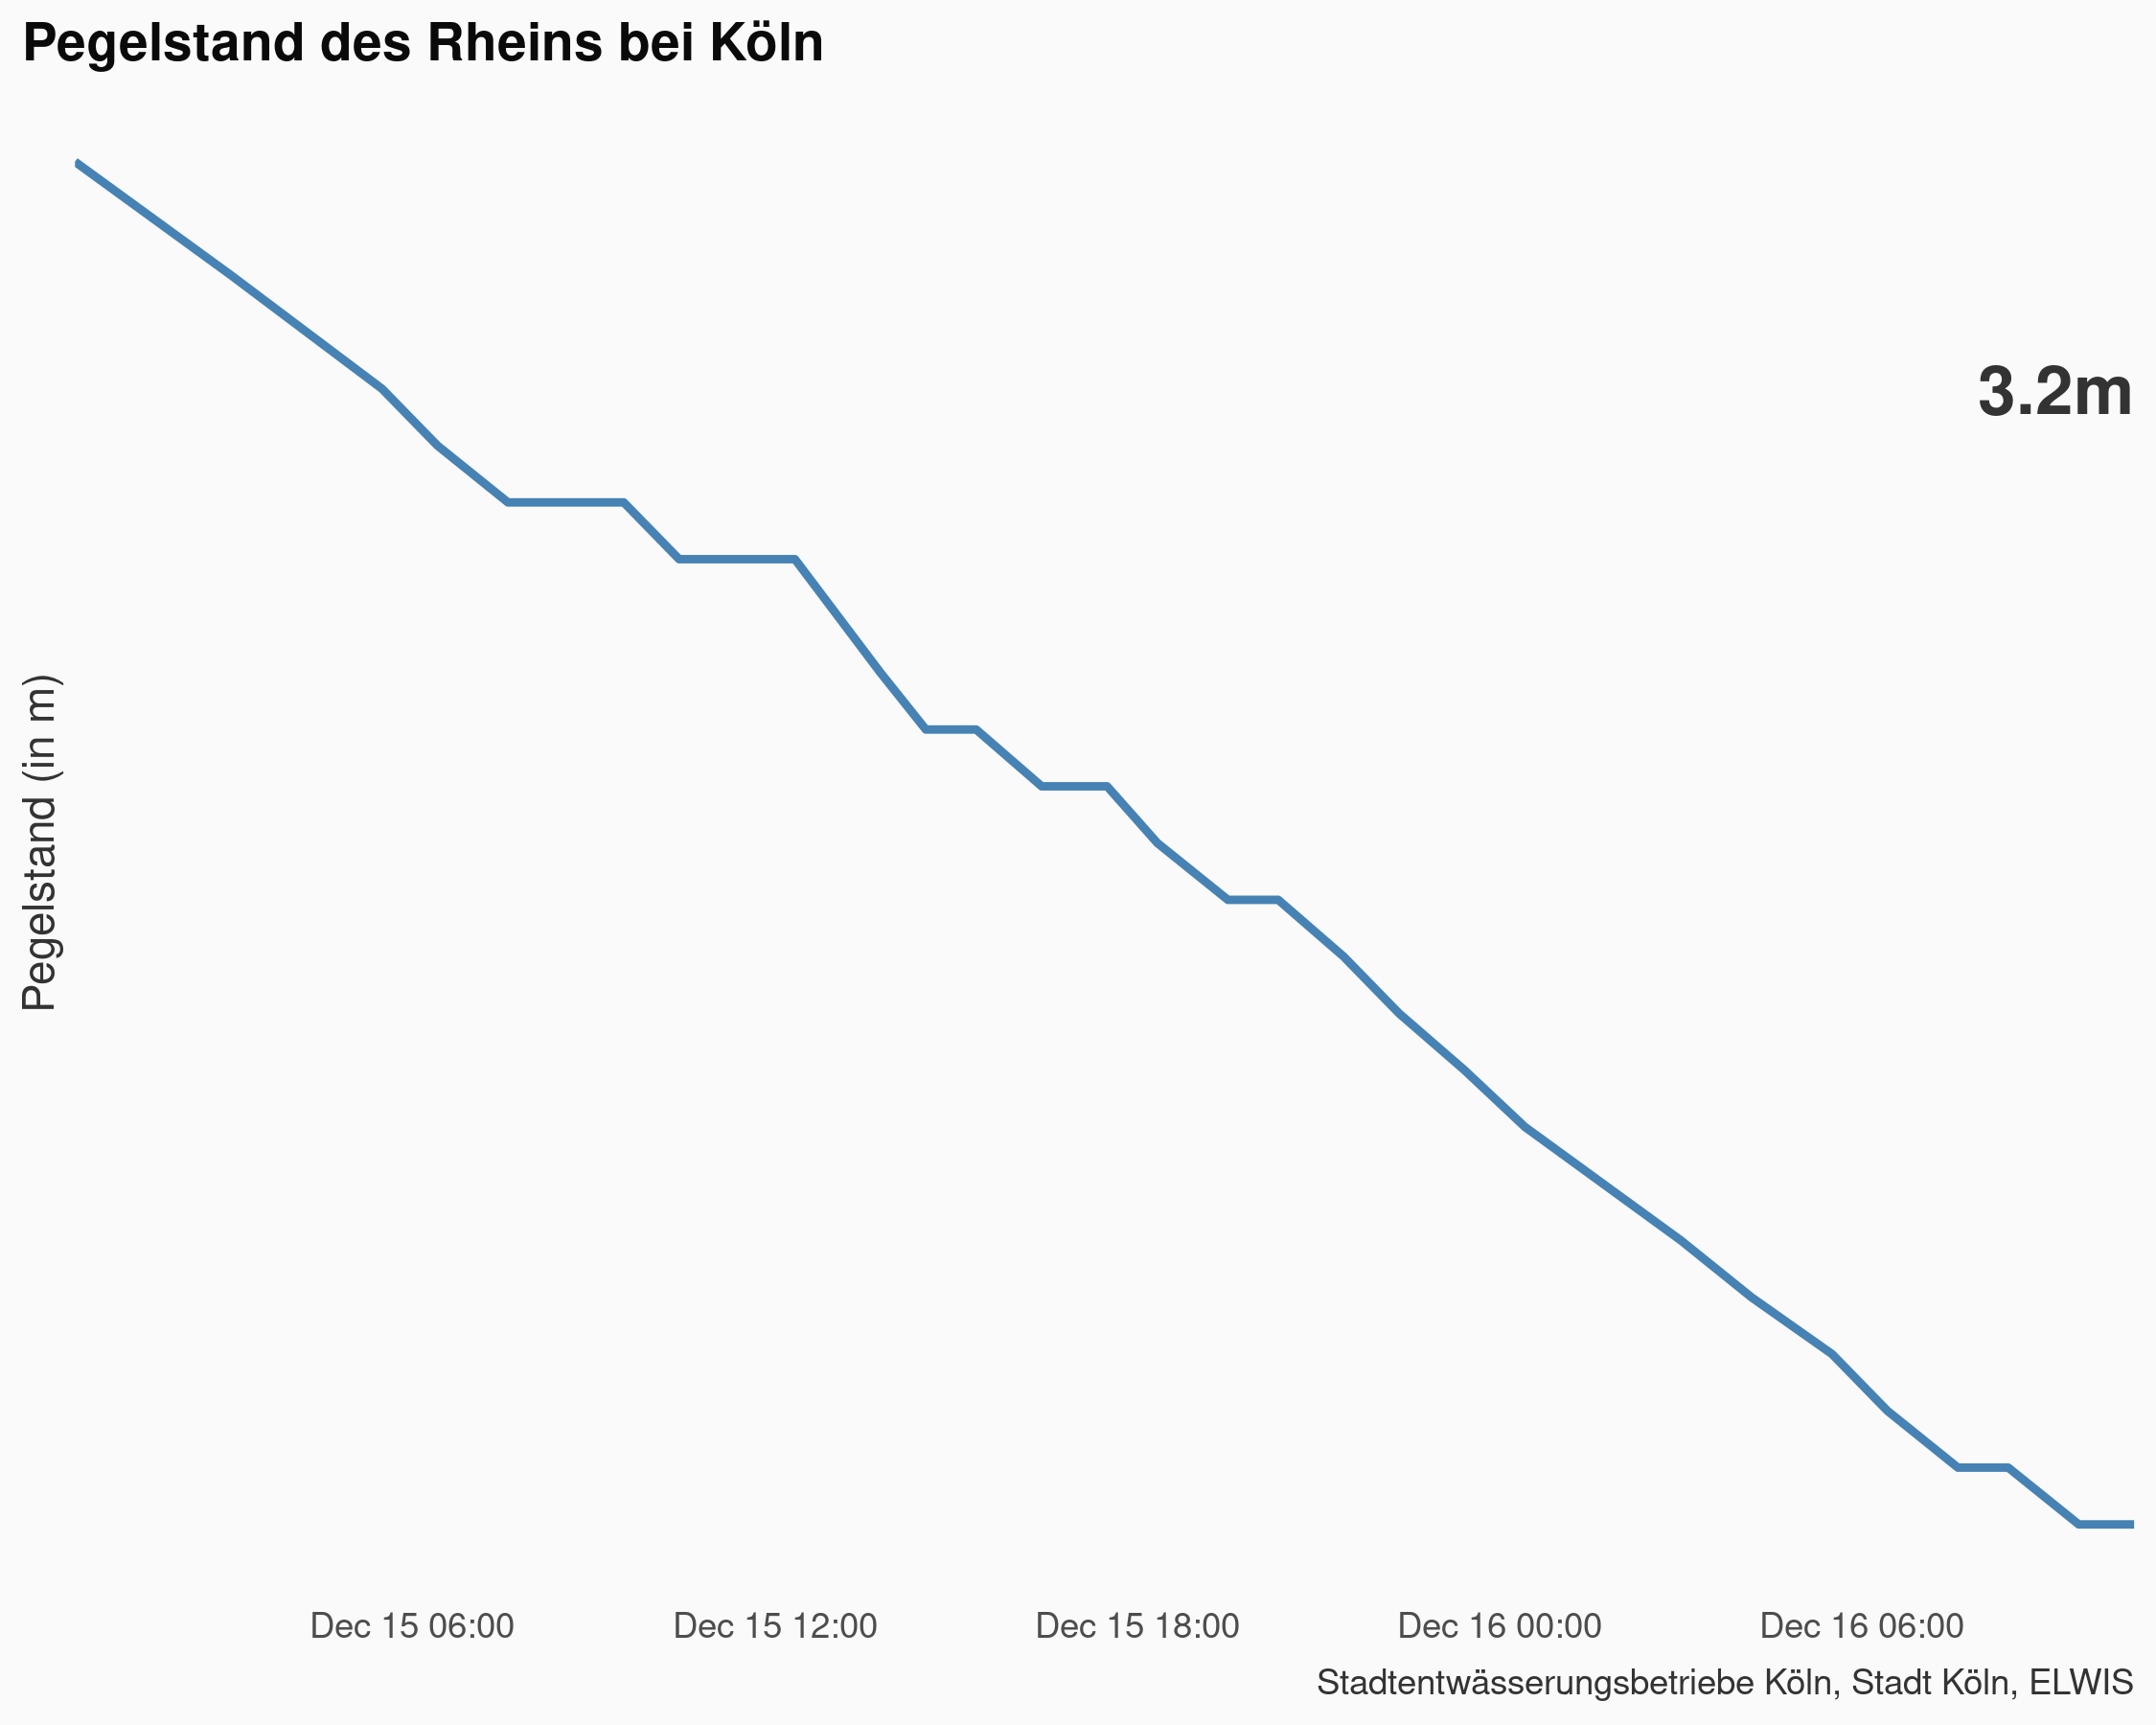 Pegelstand des Rheins bei Köln
3.2m
Pegelstand (in m)
Dec 15 06:00
Dec 15 12:00
Dec 15 18:00
Dec 16 00:00
Dec 16 06:00
Stadtentwässerungsbetriebe Köln, Stadt Köln, ELWIS